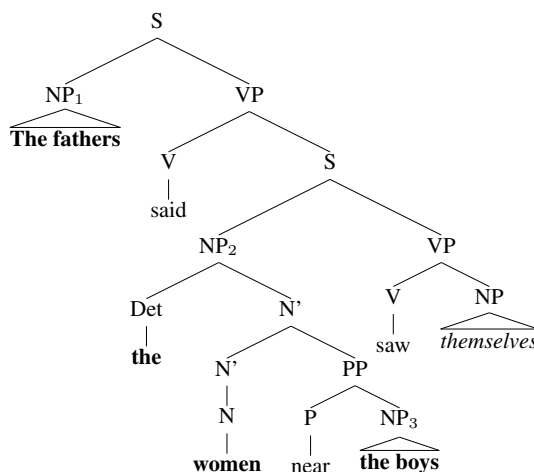 S
NP₁ VP
The fathers
V S
said
NP₂ VP
Det N’ V NP
the saw themselves
N’ PP
N P NP₃
women near the boys